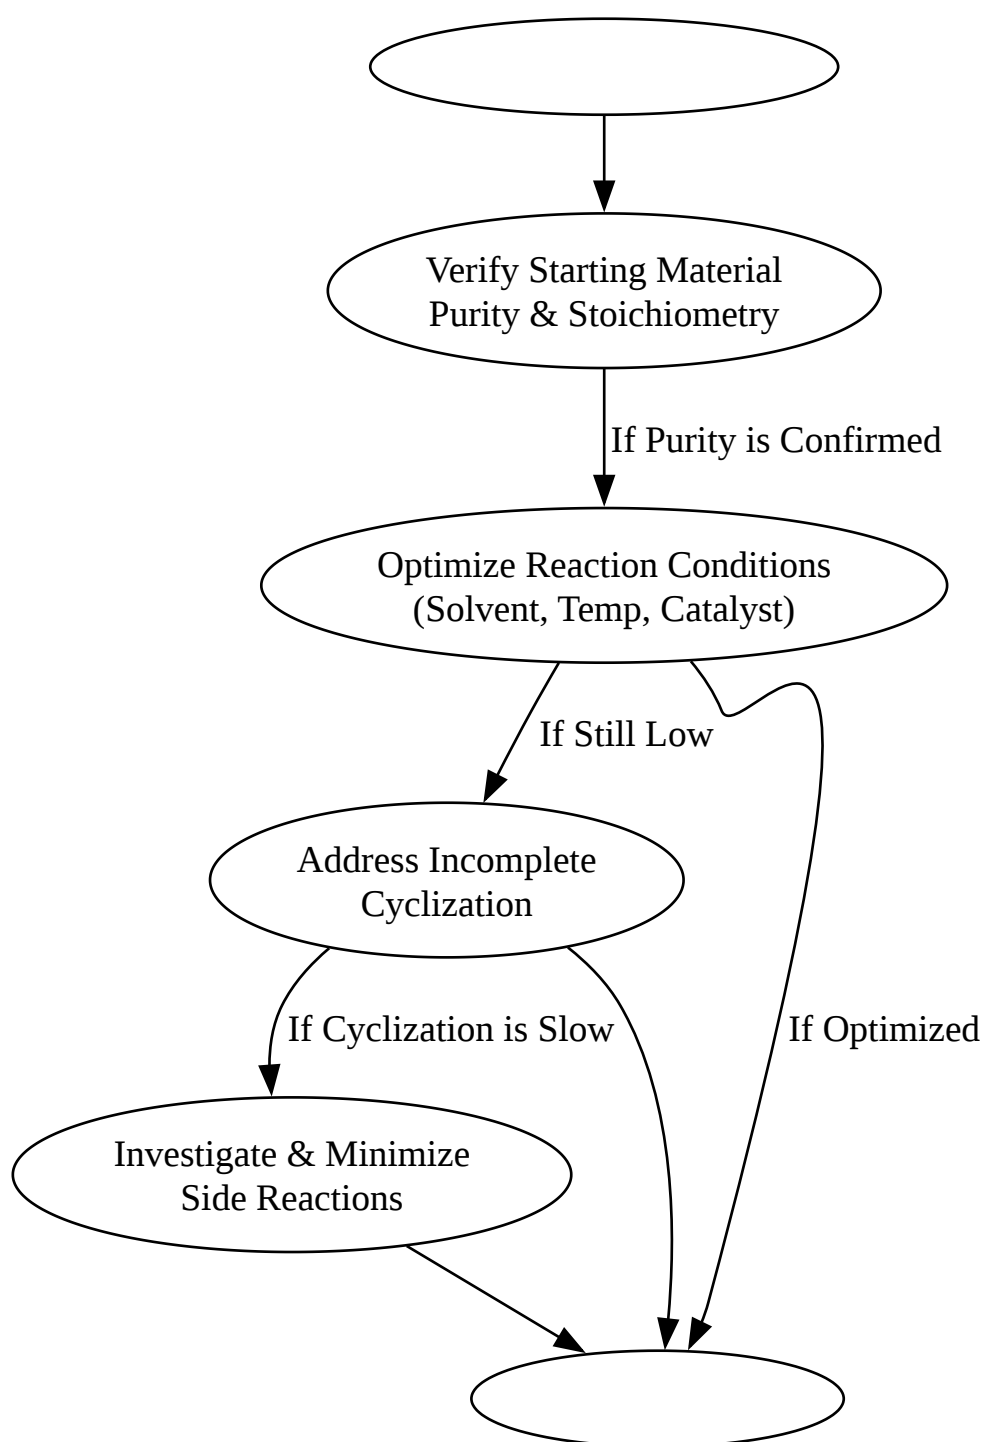 Verify Starting Material
Purity & Stoichiometry
If Purity is Confirmed
Optimize Reaction Conditions
(Solvent, Temp, Catalyst)
If Still Low
Address Incomplete
Cyclization
If Cyclization is Slow
If Optimized
Investigate & Minimize
Side Reactions